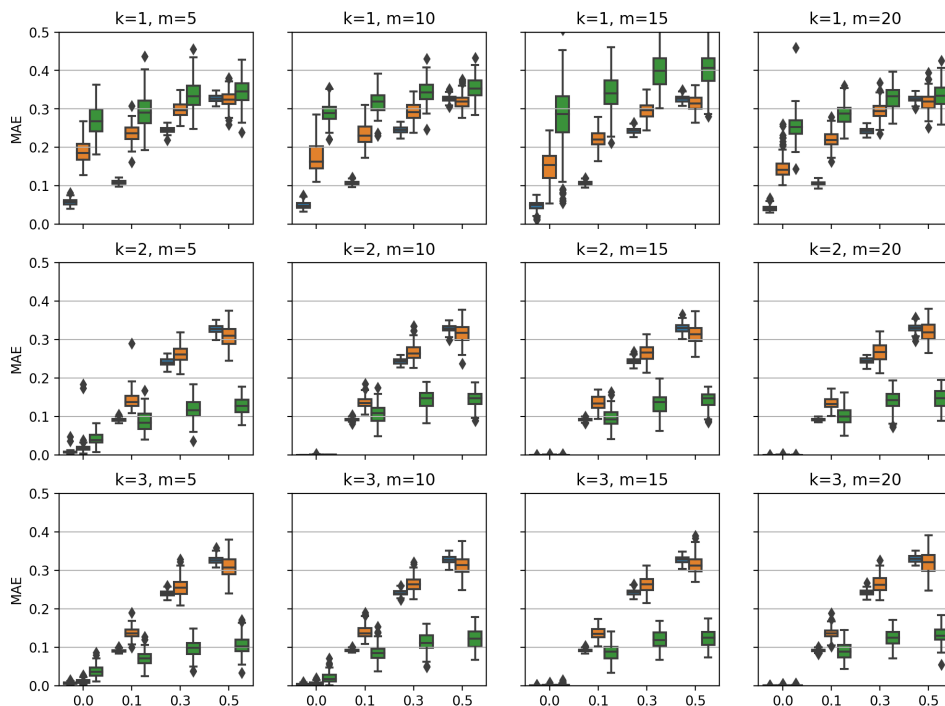 k=1, m=5
k=1, m=10
k=1, m=15
k=1, m=20
0.5
0.4
0.3
0.2
0.1
0.0
MAE
k=2, m=5
k=2, m=10
k=2, m=15
k=2, m=20
0.5
0.4
0.3
0.2
0.1
0.0
MAE
k=3, m=5
k=3, m=10
k=3, m=15
k=3, m=20
0.5
0.4
0.3
0.2
0.1
0.0
MAE
0.0 0.1 0.3 0.5
0.0 0.1 0.3 0.5
0.0 0.1 0.3 0.5
0.0 0.1 0.3 0.5